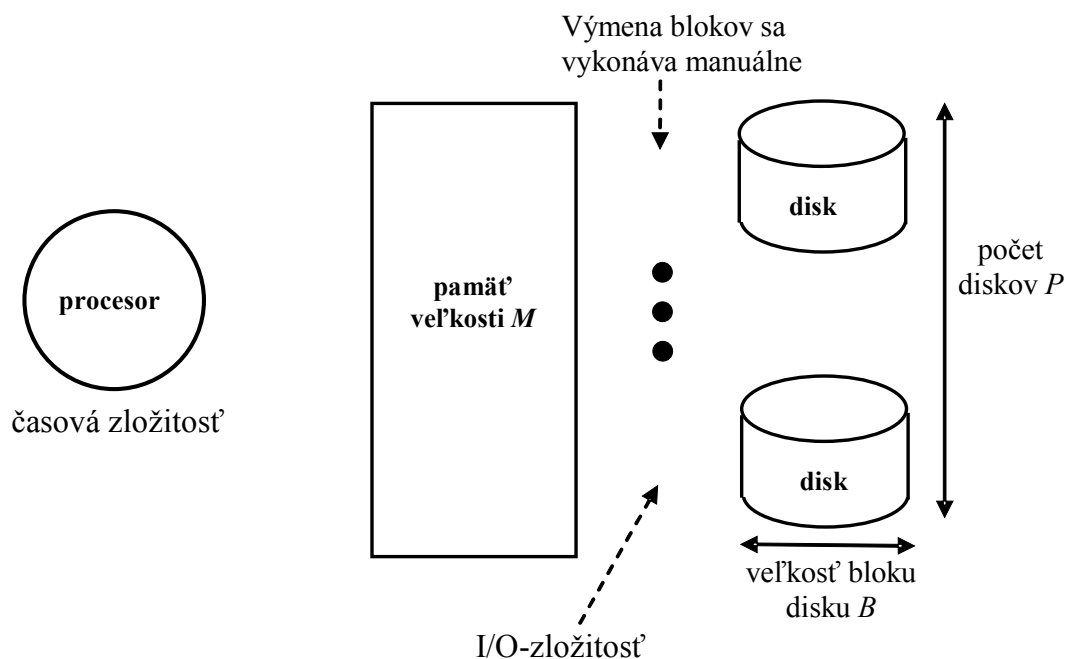 Výmena blokov sa
vykonáva manuálne
disk
procesor
pamäť
veľkosti M
počet
diskov P
časová zložitosť
disk
veľkosť bloku
disku B
I/O-zložitosť